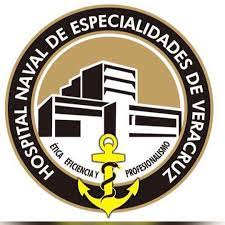 HOSPITAL NAVAL DE ESPECIALIDADES DE VERACRUZ
ÉTICA EFICIENCIA Y PROFESIONALISMO